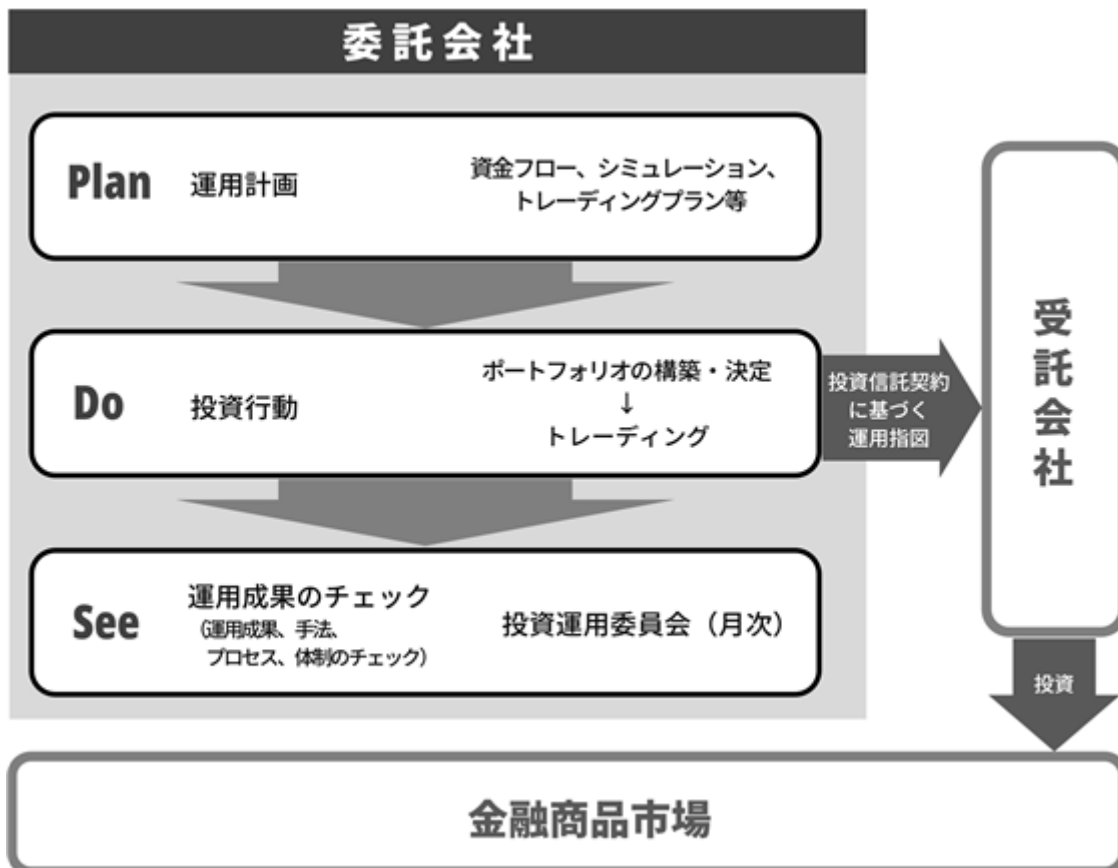 委託会社
Plan 運用計画
資金フロー、シミュレーション、
トレーディングプラン等
Do 投資行動
ポートフォリオの構築・決定
↓
トレーディング
投資信託契約
に基づく
運用指図
受託会社
See 運用成果のチェック
(運用成果、手法、
プロセス、体制のチェック)
投資運用委員会（月次）
投資
金融商品市場